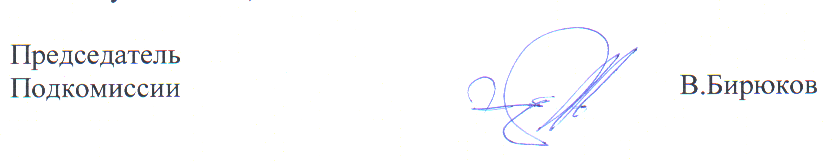 Председатель
Подкомиссии В.Бирюков